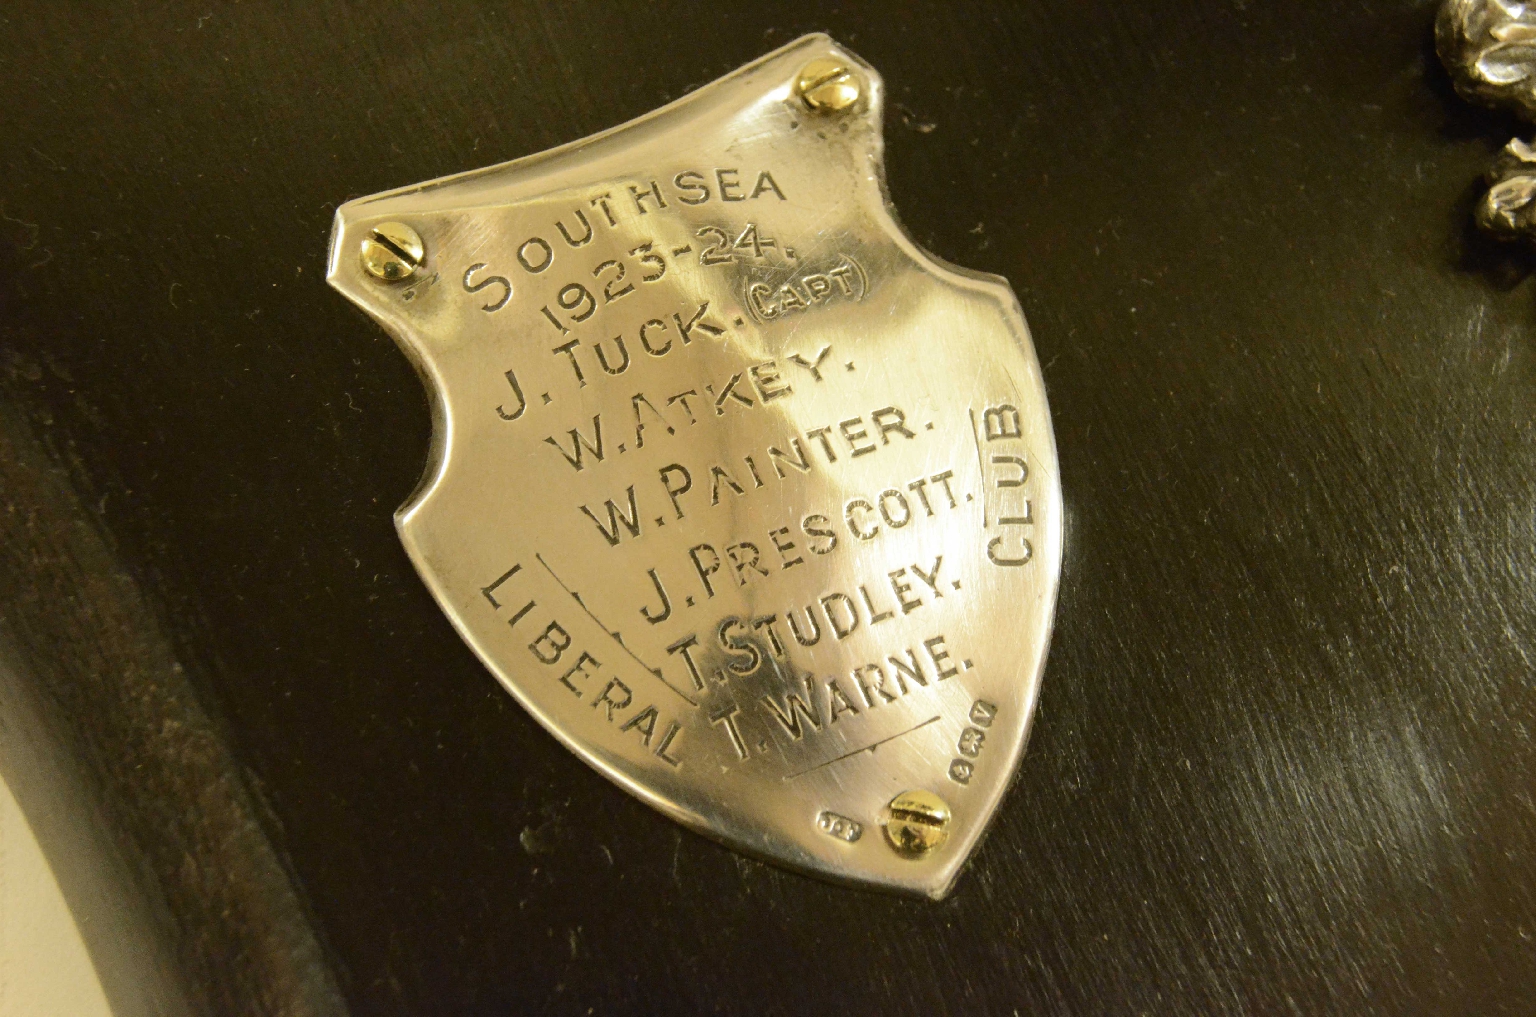 SOUTHSEA
1923-24.
J. TUCK. (CAPT)
W. ATKEY.
W. PAINTER.
J. PRESCOTT.
T. STUDLEY.
T. WARNE.
LIBERAL
CLUB